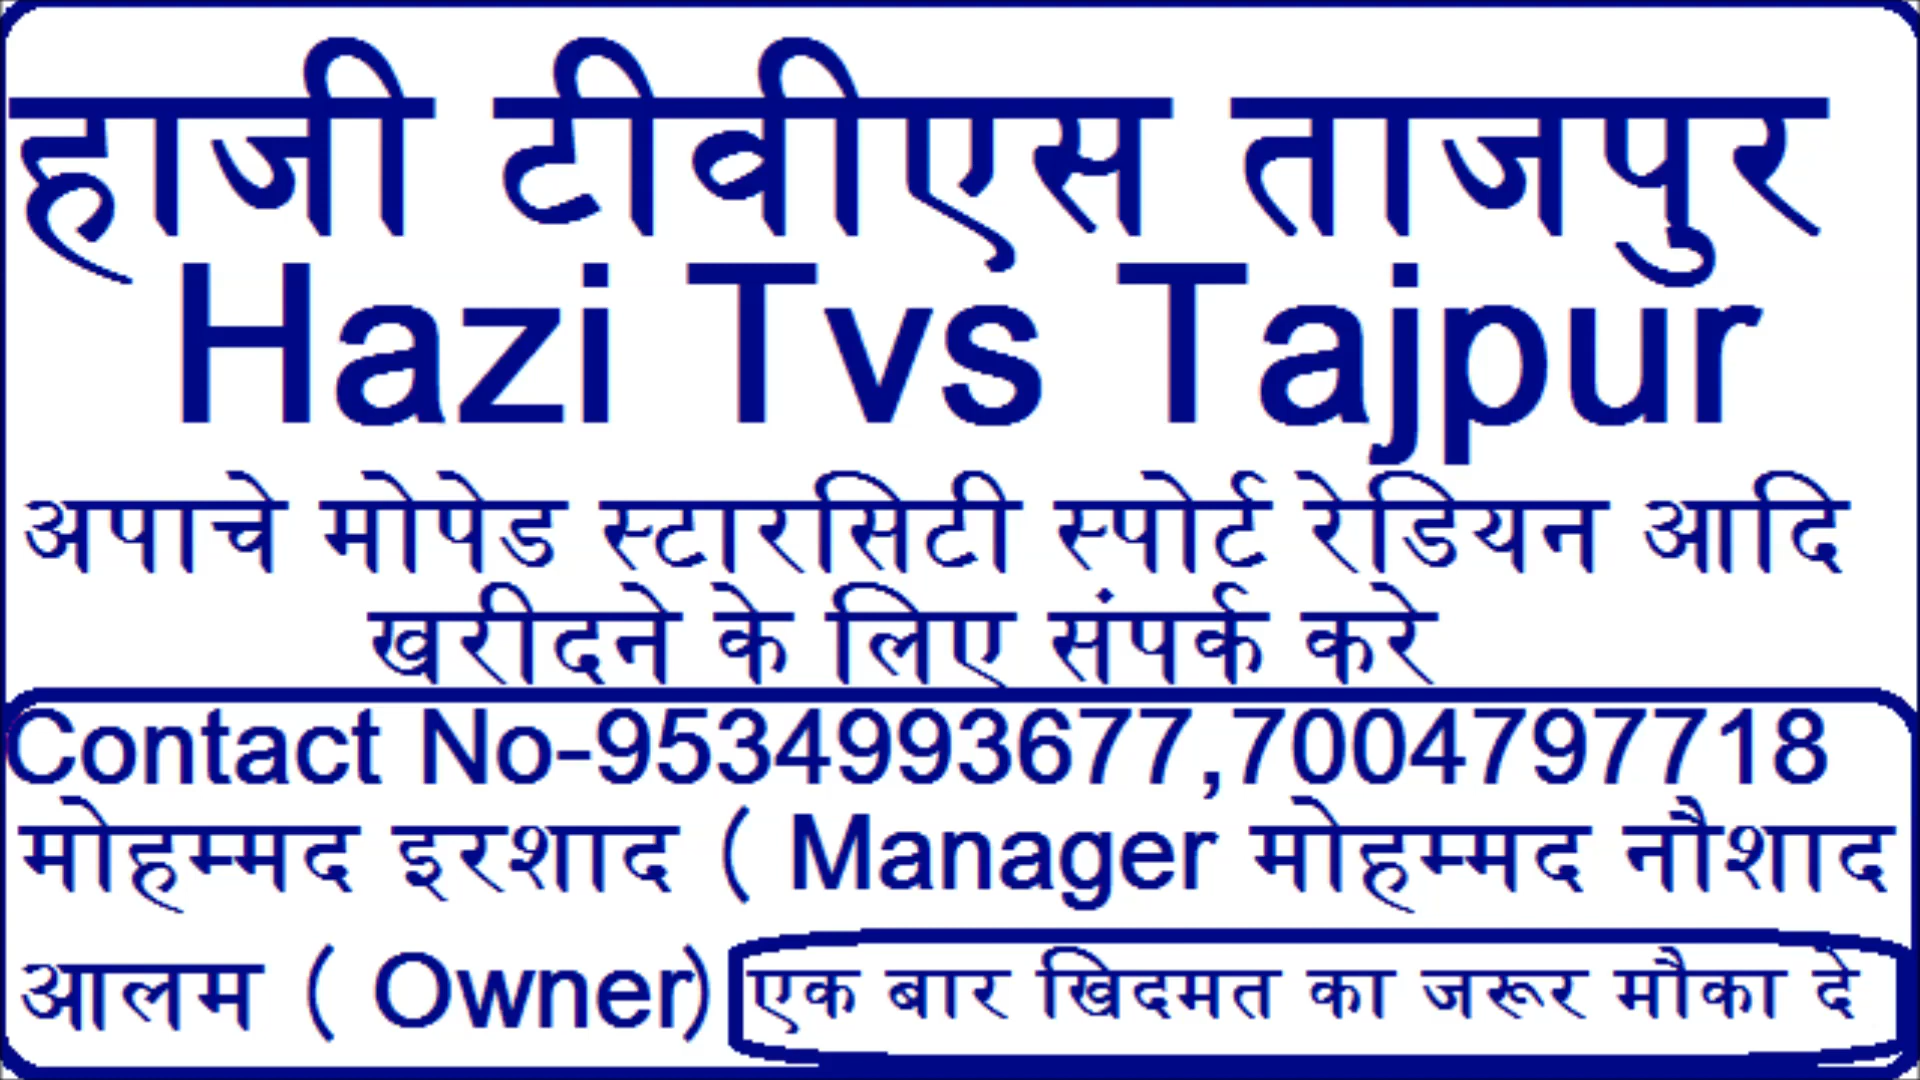 हाजी टीवीएस ताजपुर
Hazi Tvs Tajpur
अपाचे मोपेड स्टारसिटी स्पोर्ट रेडियन आदि
खरीदने के लिए संपर्क करे
Contact No-9534993677,7004797718
मोहम्मद इरशाद ( Manager मोहम्मद नौशाद
आलम ( Owner) एक बार खिदमत का जरूर मौका दे